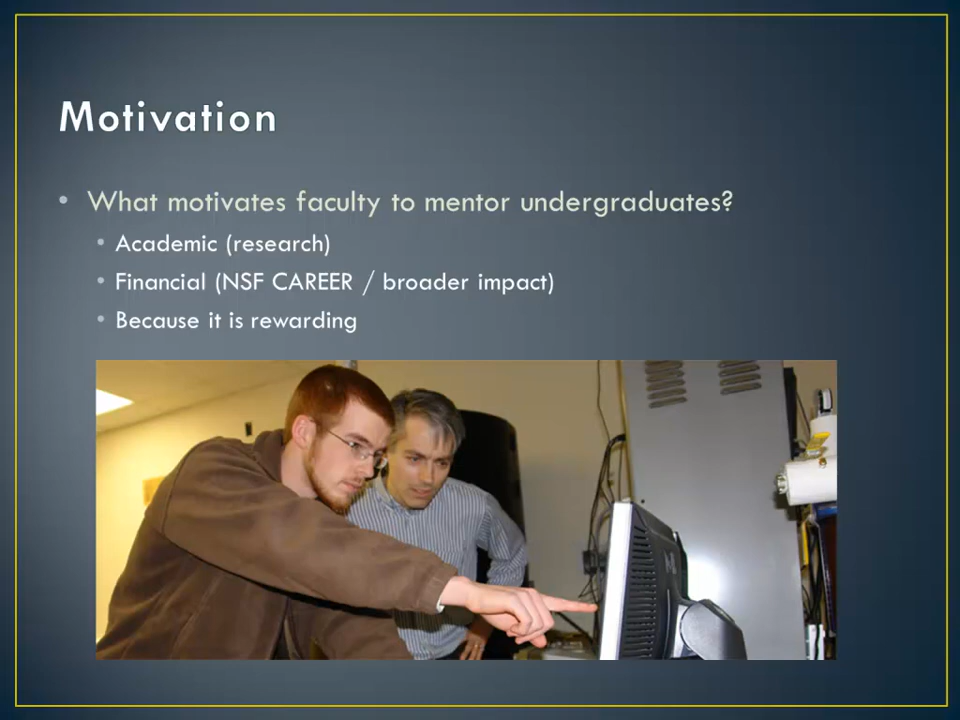 Motivation
• What motivates faculty to mentor undergraduates?
• Academic (research)
• Financial (NSF CAREER / broader impact)
• Because it is rewarding